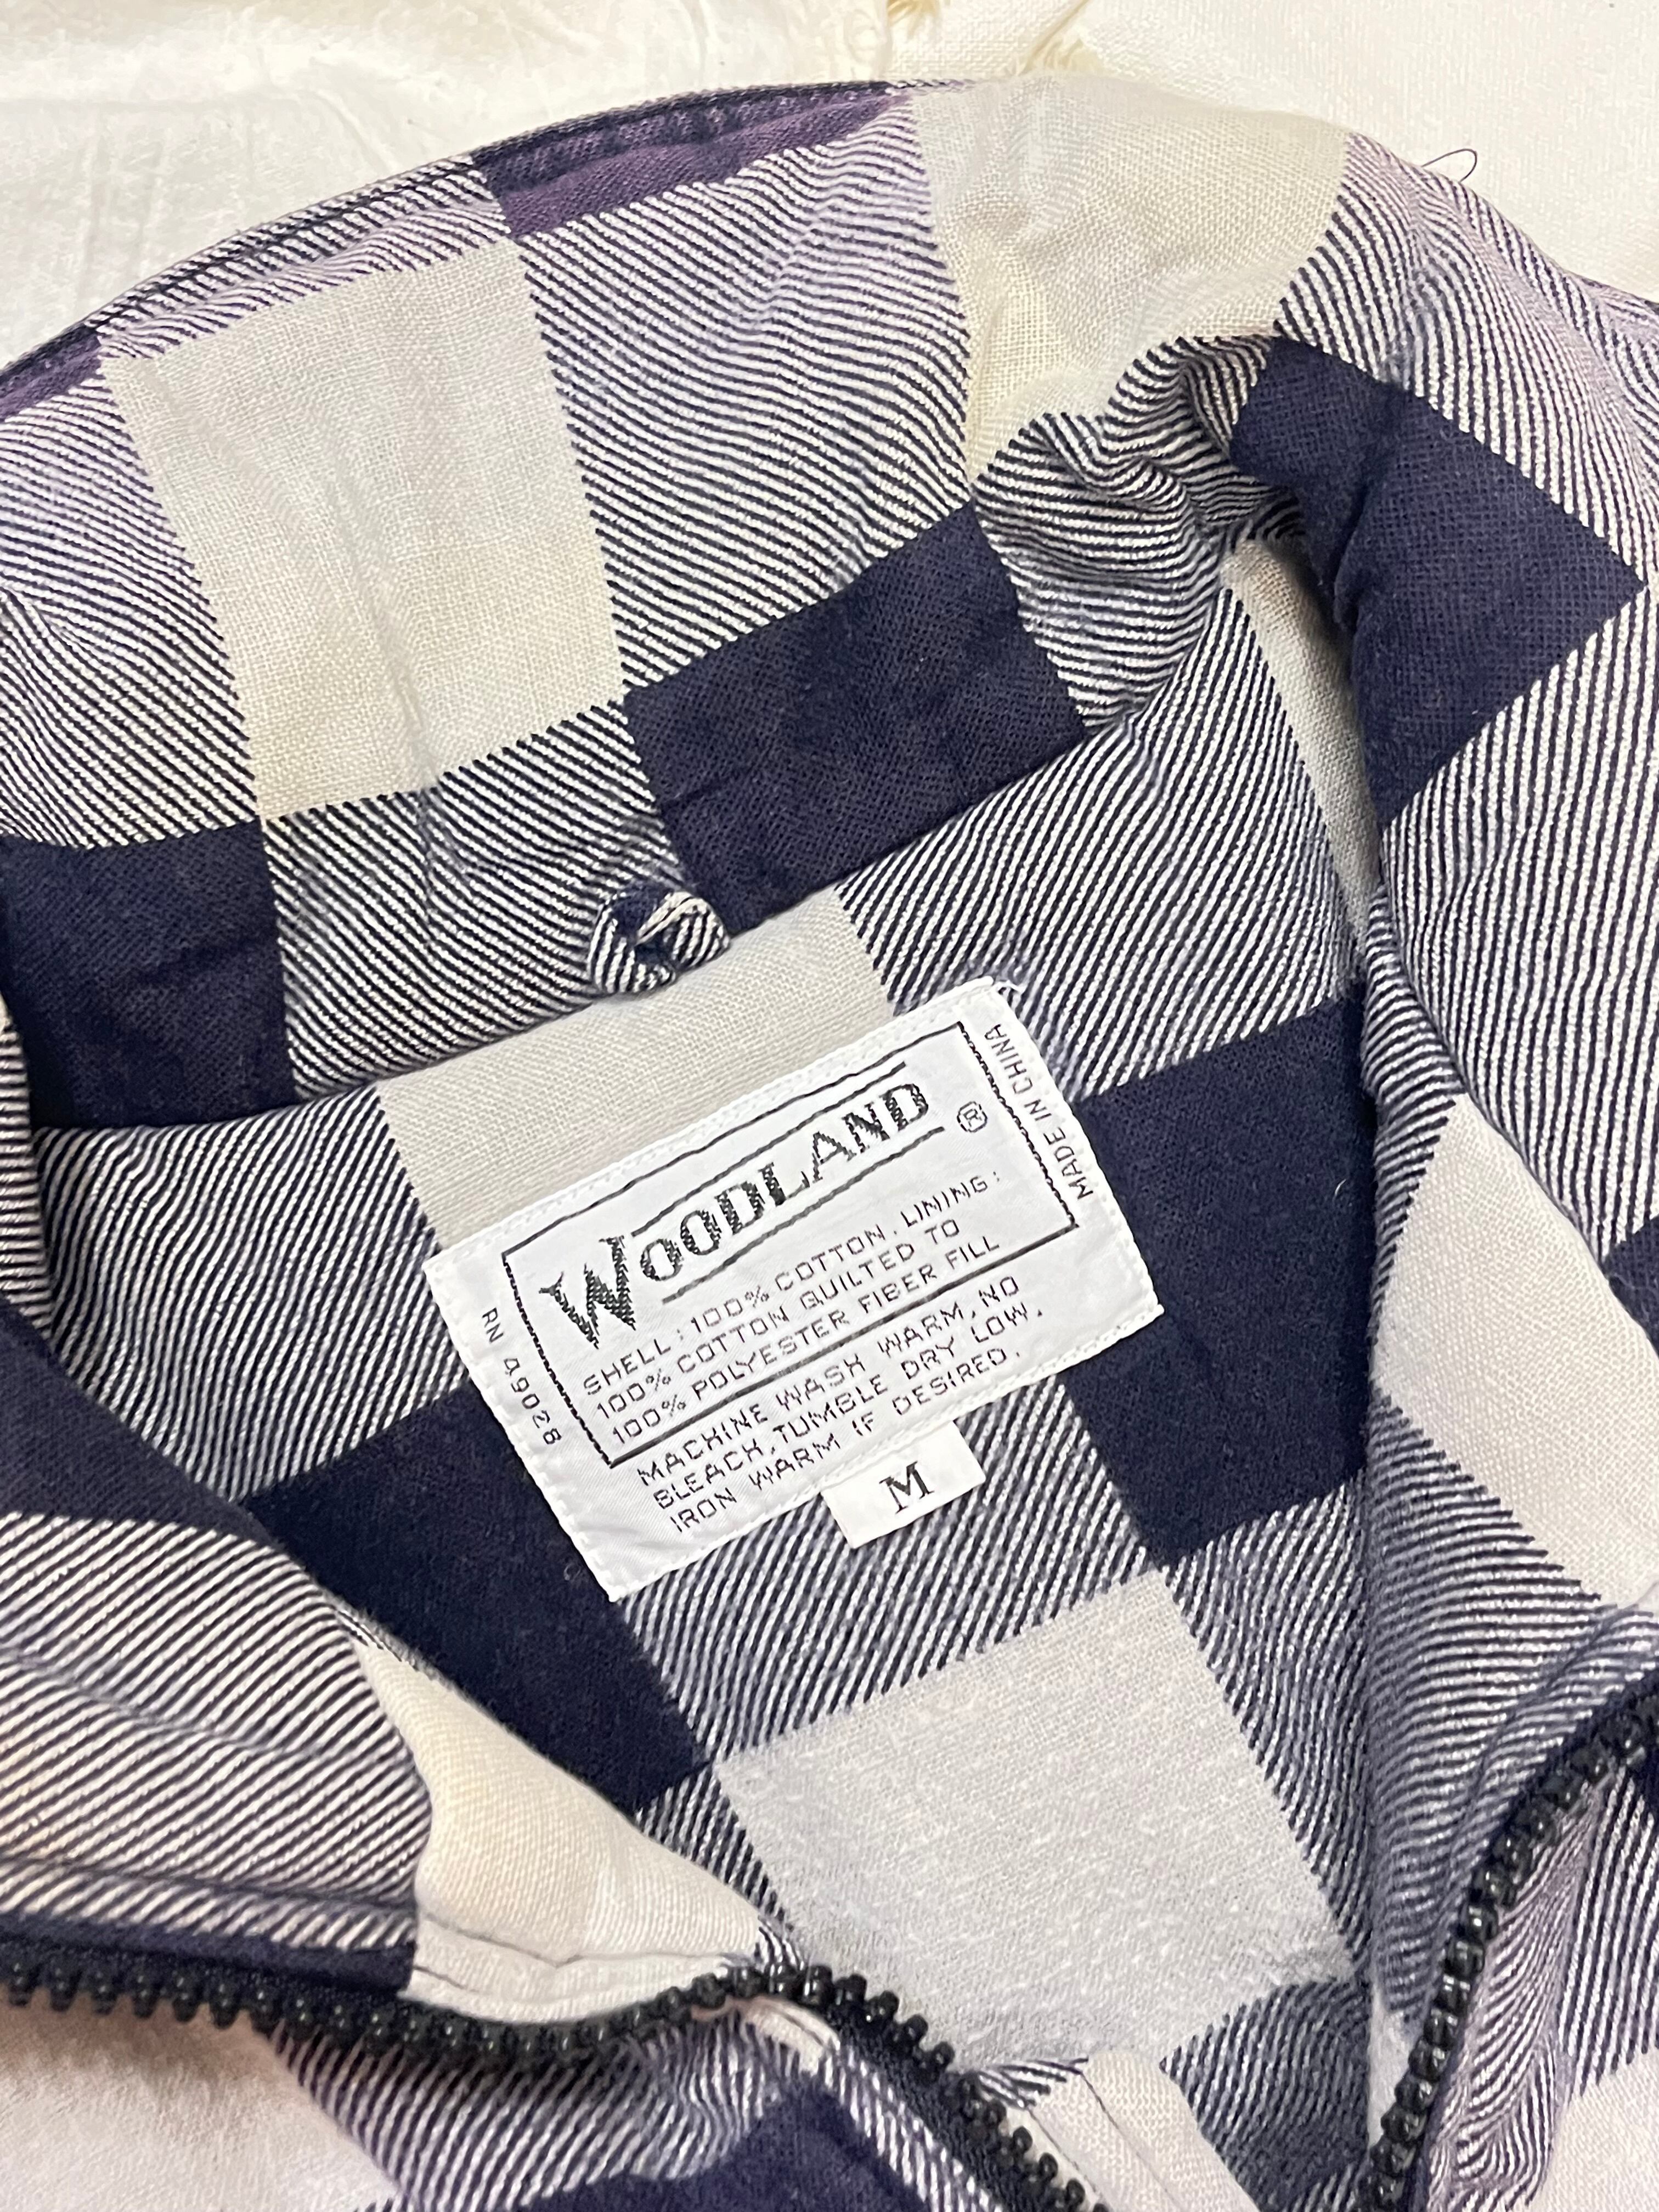 WOODLAND ®
SHELL: 100% COTTON. LINING:
100% COTTON QUILTED TO
100% POLYESTER FIBER FILL
MACHINE WASH WARM, NO
BLEACH, TUMBLE DRY LOW.
IRON WARM IF DESIRED.
RN 49028
MADE IN CHINA
M